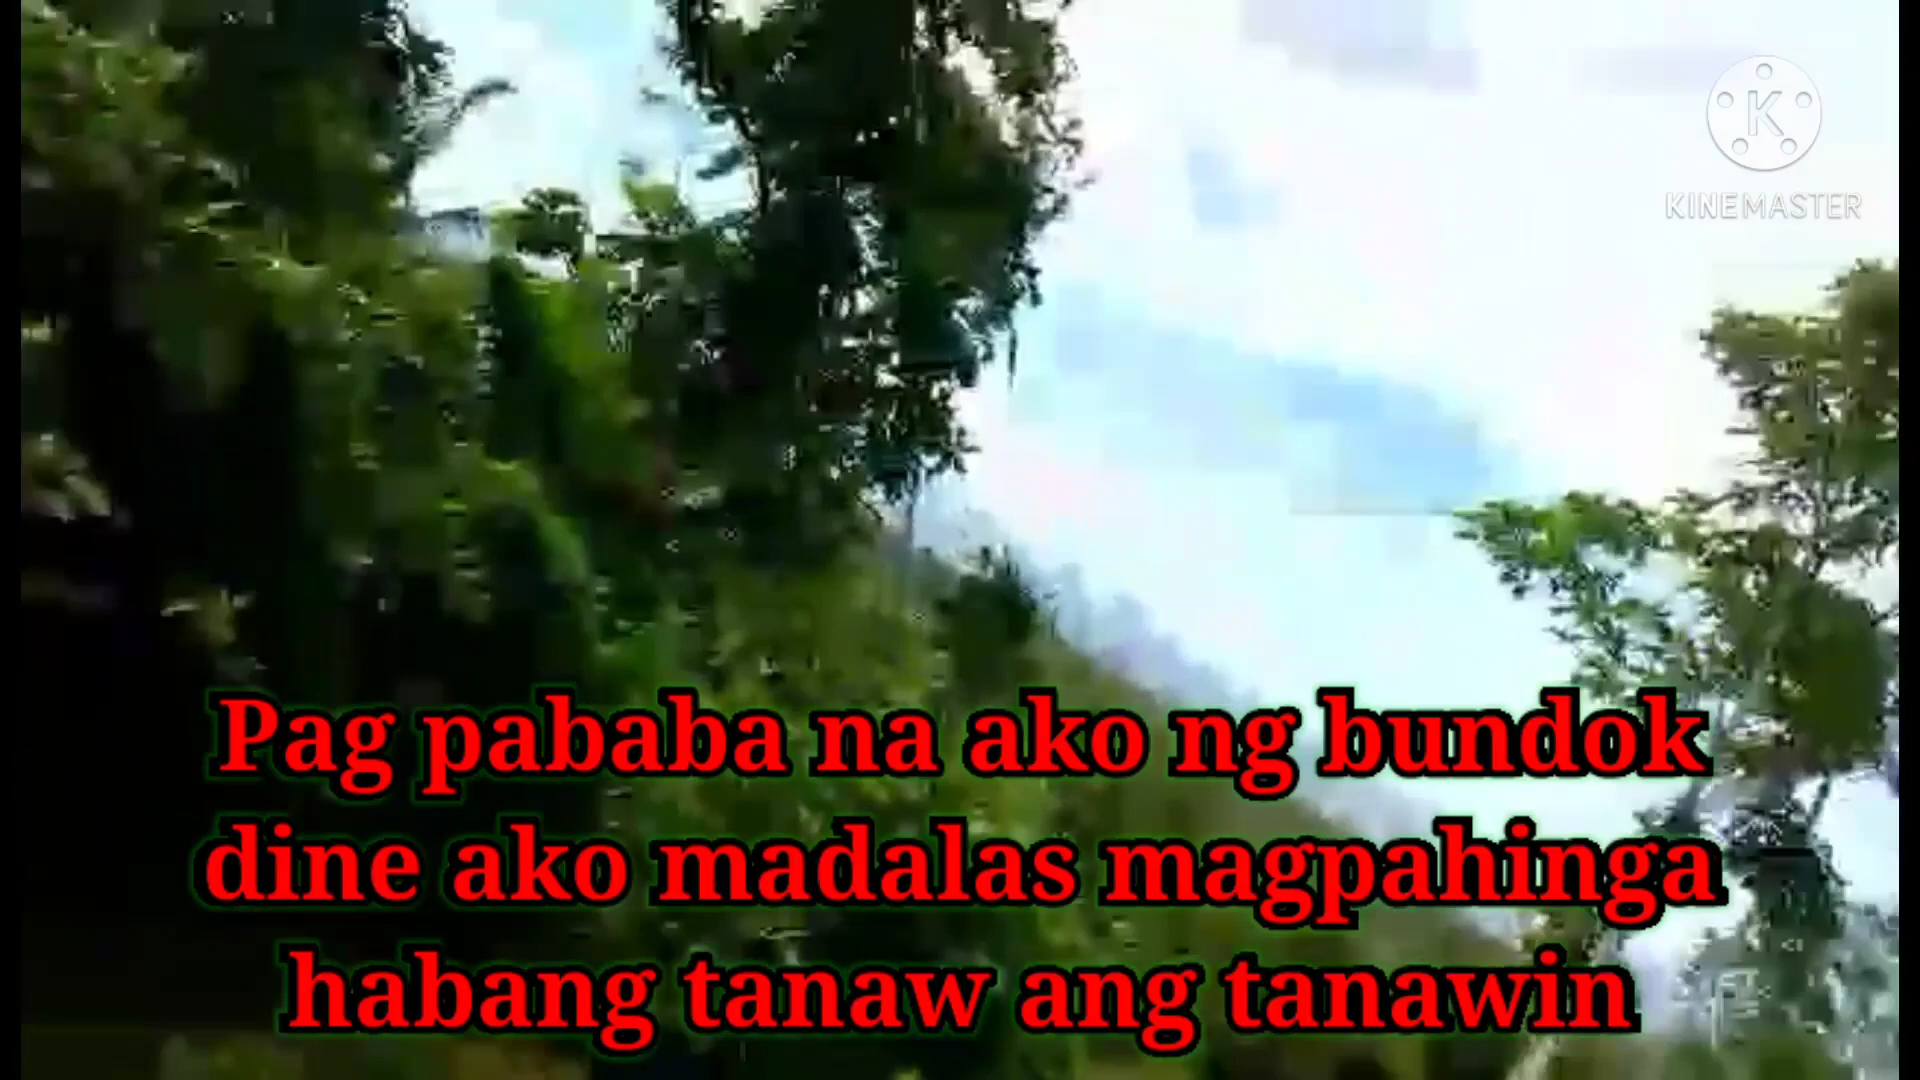 K
KINEMASTER
Pag pababa na ako ng bundok
dine ako madalas magpahinga
habang tanaw ang tanawin